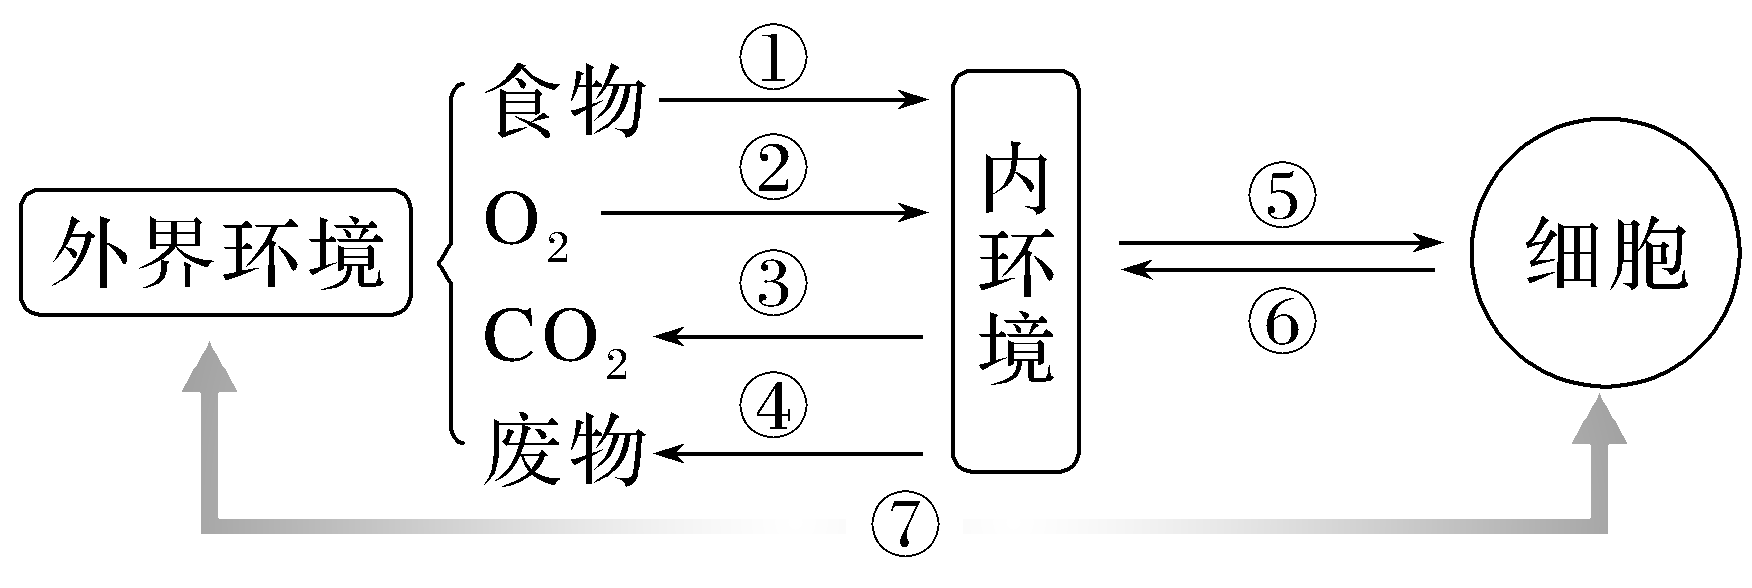 外界环境
食物
①
O₂
②
CO₂
③
废物
④
内环境
⑤
⑥
细胞
⑦